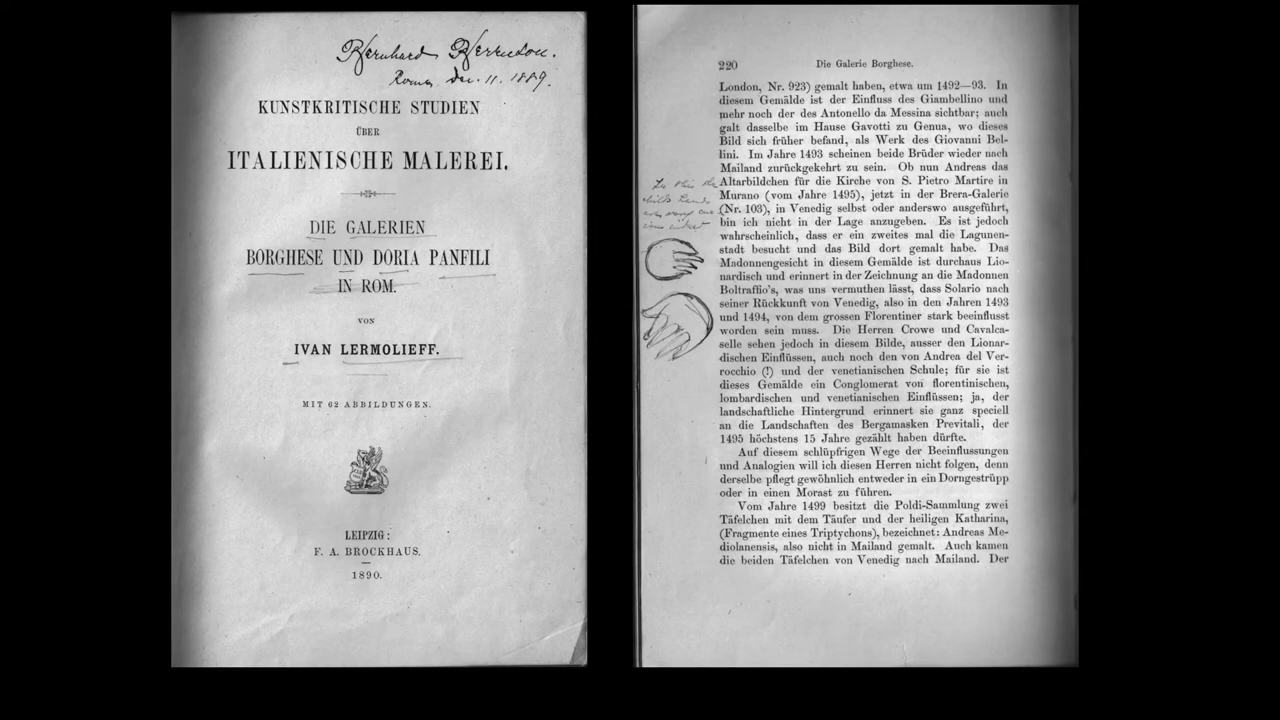 Bernhard Berenson.
Rome, Dec. 11. 1889.
KUNSTKRITISCHE STUDIEN
ÜBER
ITALIENISCHE MALEREI.
DIE GALERIEN
BORGHESE UND DORIA PANFILI
IN ROM.
VON
IVAN LERMOLIEFF.
MIT 62 ABBILDUNGEN.
LEIPZIG:
F. A. BROCKHAUS.
1890.
220 Die Galerie Borghese.
London, Nr. 923) gemalt haben, etwa um 1492—93. In
diesem Gemälde ist der Einfluss des Giambellino und
mehr noch der des Antonello da Messina sichtbar; auch
galt dasselbe im Hause Gavotti zu Genua, wo dieses
Bild sich früher befand, als Werk des Giovanni Bel-
lini. Im Jahre 1493 scheinen beide Brüder wieder nach
Mailand zurückgekehrt zu sein. Ob nun Andreas das
Altarbildchen für die Kirche von S. Pietro Martire in
Murano (vom Jahre 1495), jetzt in der Brera-Galerie
(Nr. 103), in Venedig selbst oder anderswo ausgeführt,
bin ich nicht in der Lage anzugeben. Es ist jedoch
wahrscheinlich, dass er ein zweites mal die Lagunen-
stadt besucht und das Bild dort gemalt habe. Das
Madonnengesicht in diesem Gemälde ist durchaus Lio-
nardisch und erinnert in der Zeichnung an die Madonnen
Boltraffio's, was uns vermuthen lässt, dass Solario nach
seiner Rückkunft von Venedig, also in den Jahren 1493
und 1494, von dem grossen Florentiner stark beeinflusst
worden sein muss. Die Herren Crowe und Cavalca-
selle sehen jedoch in diesem Bilde, ausser den Lionar-
dischen Einflüssen, auch noch den von Andrea del Ver-
rocchio (!) und der venetianischen Schule; für sie ist
dieses Gemälde ein Conglomerat von florentinischen,
lombardischen und venetianischen Einflüssen; ja, der
landschaftliche Hintergrund erinnert sie ganz speciell
an die Landschaften des Bergamasken Previtali, der
1495 höchstens 15 Jahre gezählt haben dürfte.
Auf diesem schlüpfrigen Wege der Beeinflussungen
und Analogien will ich diesen Herren nicht folgen, denn
derselbe pflegt gewöhnlich entweder in ein Dorngestrüpp
oder in einen Morast zu führen.
Vom Jahre 1499 besitzt die Poldi-Sammlung zwei
Täfelchen mit dem Täufer und der heiligen Katharina,
(Fragmente eines Triptychons), bezeichnet: Andreas Me-
diolanensis, also nicht in Mailand gemalt. Auch kamen
die beiden Täfelchen von Venedig nach Mailand. Der